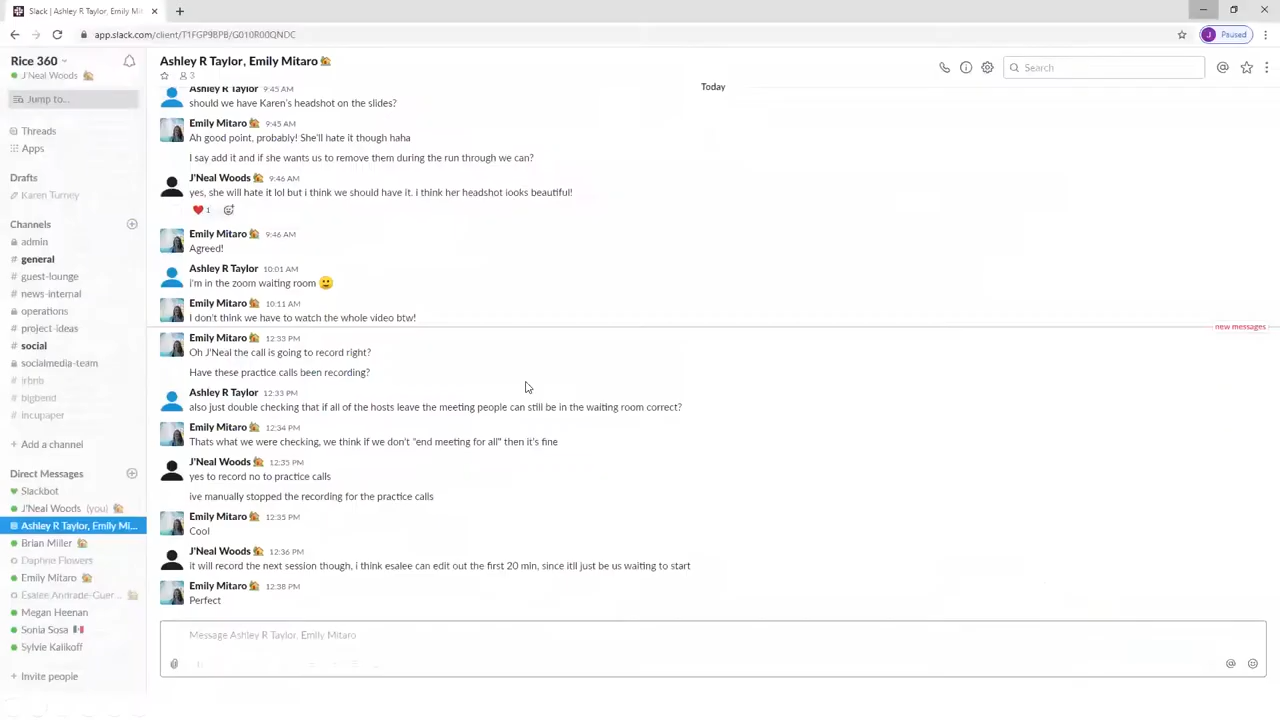 Slack | Ashley R Taylor, Emily Mitaro
app.slack.com/client/T1FGP98PB/G010R00QNDC
J Paused
Rice 360
J'Neal Woods
Jump to...
Threads
Apps
Drafts
Karen Turney
Channels
admin
# general
# guest-lounge
# news-internal
operations
# project-ideas
# social
socialmedia-team
# irbnb
# bigbend
# incupaper
+ Add a channel
Direct Messages
Slackbot
J'Neal Woods (you)
Ashley R Taylor, Emily Mi...
Brian Miller
Daphne Flowers
Emily Mitaro
Esalee Andrade-Guer...
Megan Heenan
Sonia Sosa
Sylvie Kalikoff
+ Invite people
Ashley R Taylor, Emily Mitaro
3
Search
Today
Ashley R Taylor 9:45 AM
should we have Karen's headshot on the slides?
Emily Mitaro 9:45 AM
Ah good point, probably! She'll hate it though haha
I say add it and if she wants us to remove them during the run through we can?
J'Neal Woods 9:46 AM
yes, she will hate it lol but i think we should have it. i think her headshot looks beautiful!
1
Emily Mitaro 9:46 AM
Agreed!
Ashley R Taylor 10:01 AM
i'm in the zoom waiting room
Emily Mitaro 10:11 AM
I don't think we have to watch the whole video btw!
new messages
Emily Mitaro 12:33 PM
Oh J'Neal the call is going to record right?
Have these practice calls been recording?
Ashley R Taylor 12:33 PM
also just double checking that if all of the hosts leave the meeting people can still be in the waiting room correct?
Emily Mitaro 12:34 PM
Thats what we were checking, we think if we don't "end meeting for all" then it's fine
J'Neal Woods 12:35 PM
yes to record no to practice calls
ive manually stopped the recording for the practice calls
Emily Mitaro 12:35 PM
Cool
J'Neal Woods 12:36 PM
it will record the next session though, i think esalee can edit out the first 20 min, since itll just be us waiting to start
Emily Mitaro 12:38 PM
Perfect
Message Ashley R Taylor, Emily Mitaro